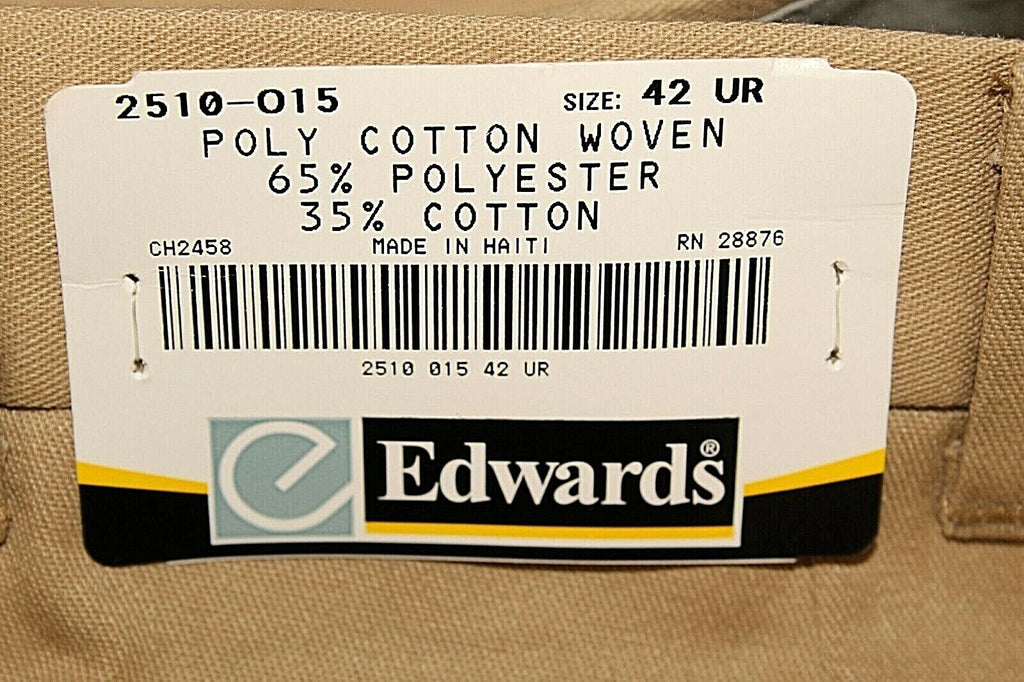 2510-015 SIZE: 42 UR
POLY COTTON WOVEN
65% POLYESTER
35% COTTON
CH2458 MADE IN HAITI RN 28876
2510 015 42 UR
e Edwards®